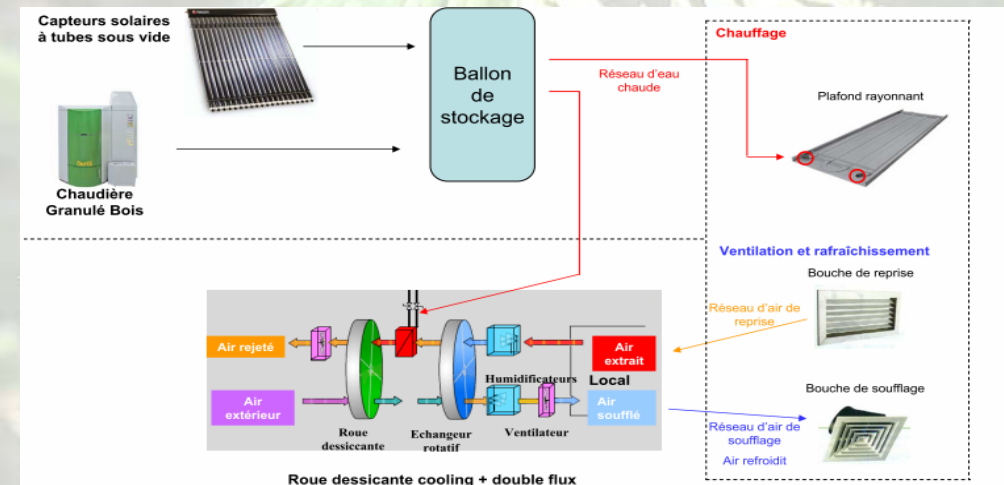 Capteurs solaires
à tubes sous vide
Chaudière
Granulé Bois
Ballon
de
stockage
Réseau d'eau
chaude
Chauffage
Plafond rayonnant
Ventilation et rafraîchissement
Bouche de reprise
Réseau d'air de
reprise
Bouche de soufflage
Réseau d'air de
soufflage
Air refroidit
Air rejeté
Air
extrait
Humidificateurs
Local
Air
extérieur
Air
soufflé
Roue
dessiccante
Echangeur
rotatif
Ventilateur
Roue dessicante cooling + double flux